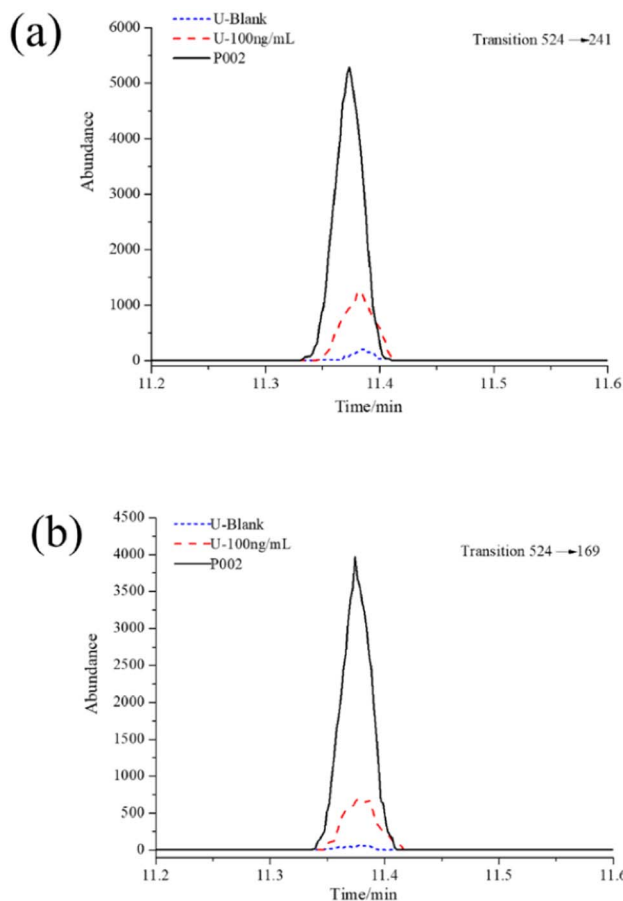 (a)
U-Blank
U-100ng/mL
P002
Transition 524→241
Abundance
6000
5000
4000
3000
2000
1000
0
11.2 11.3 11.4 11.5 11.6
Time/min
(b)
U-Blank
U-100ng/mL
P002
Transition 524→169
Abundance
4500
4000
3500
3000
2500
2000
1500
1000
500
0
11.2 11.3 11.4 11.5 11.6
Time/min